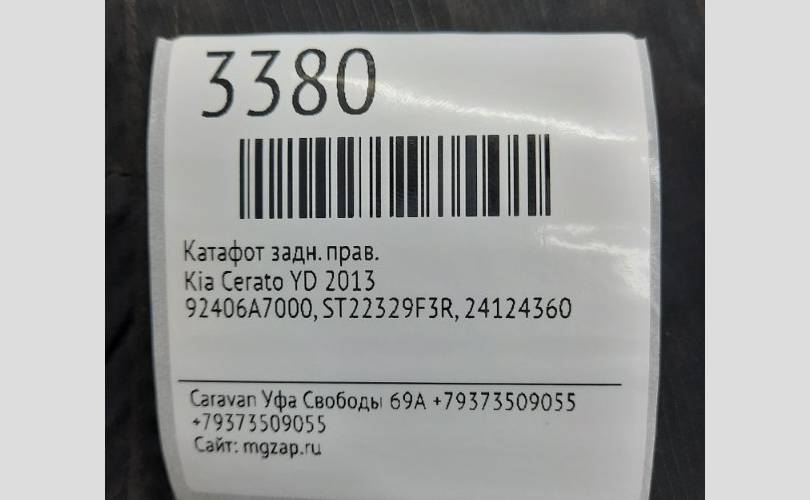 3380
Катафот задн. прав.
Kia Cerato YD 2013
92406A7000, ST22329F3R, 24124360
Caravan Уфа Свободы 69А +79373509055
+79373509055
Сайт: mgzap.ru